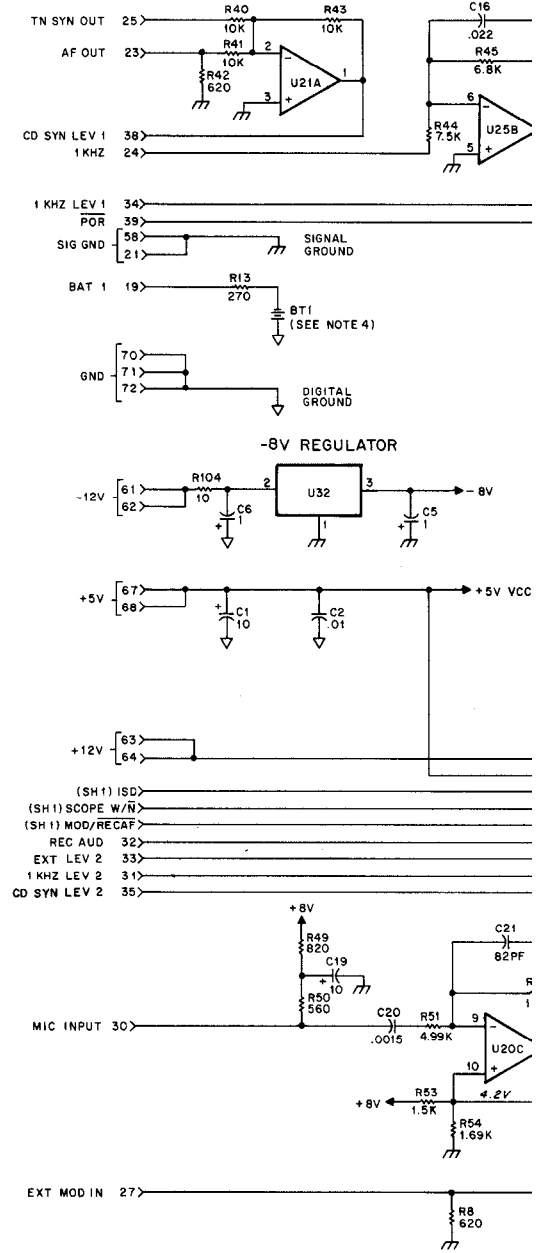 C16
.022
TN SYN OUT 25
R40
10K
R43
10K
AF OUT 23
R41
10K
R42
620
2
-
3
+
U21A
1
R45
6.8K
CD SYN LEV 1 38
1 KHZ 24
R44
7.5K
6
-
5
+
U25B
1 KHZ LEV 1 34
POR 39
SIG GND
58
21
SIGNAL
GROUND
BAT 1 19
R13
270
BT1
(SEE NOTE 4)
GND
70
71
72
DIGITAL
GROUND
-8V REGULATOR
-12V
61
62
R104
10
2
U32
3
1
-8V
+
C6
1
+
C5
1
+5V
67
68
+5V VCC
+
C1
10
C2
.01
+12V
63
64
(SH 1) ISD
(SH 1) SCOPE W/N̅
(SH 1) MOD/R̅E̅C̅A̅F̅
REC AUD 32
EXT LEV 2 33
1 KHZ LEV 2 31
CD SYN LEV 2 35
+8V
R49
820
C19
+
10
R50
560
C21
82PF
R
1
MIC INPUT 30
C20
.0015
R51
4.99K
9
-
U20C
10
+
4.2V
+8V
R53
1.5K
R54
1.69K
EXT MOD IN 27
R8
620